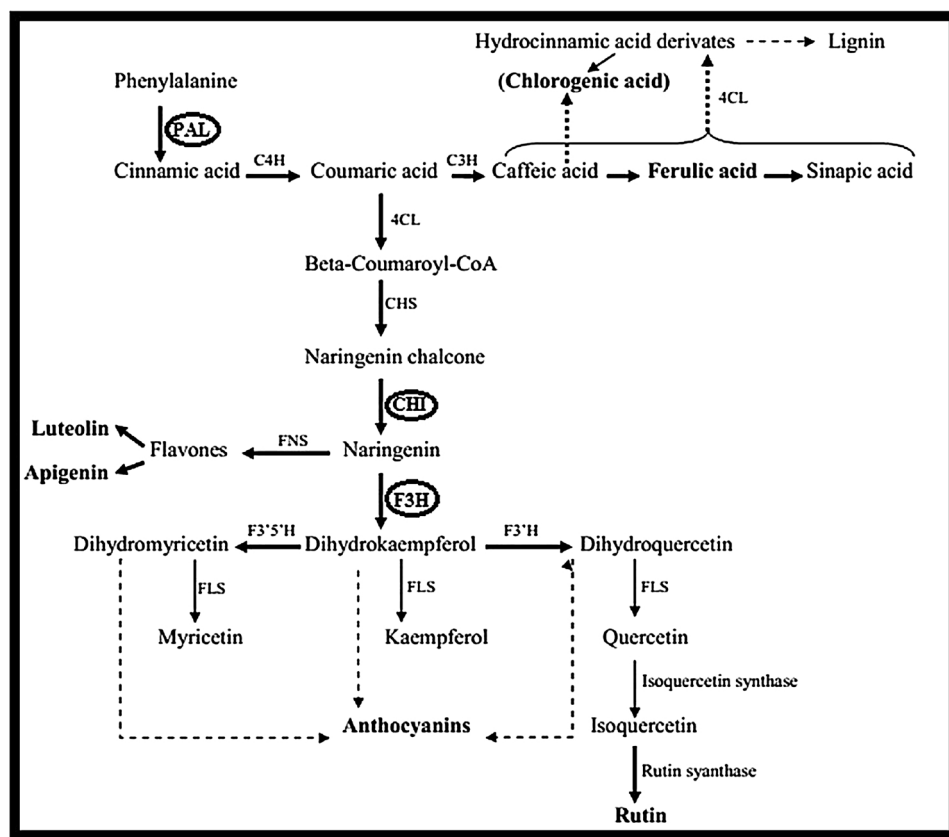 Hydrocinnamic acid derivates
Lignin
Phenylalanine
(Chlorogenic acid)
4CL
PAL
Cinnamic acid
C4H
Coumaric acid
C3H
Caffeic acid
Ferulic acid
Sinapic acid
4CL
Beta-Coumaroyl-CoA
CHS
Naringenin chalcone
CHI
Luteolin
Flavones
FNS
Naringenin
Apigenin
F3H
Dihydromyricetin
F3'5'H
Dihydrokaempferol
F3'H
Dihydroquercetin
FLS
FLS
FLS
Myricetin
Kaempferol
Quercetin
Isoquercetin synthase
Anthocyanins
Isoquercetin
Rutin syanthase
Rutin